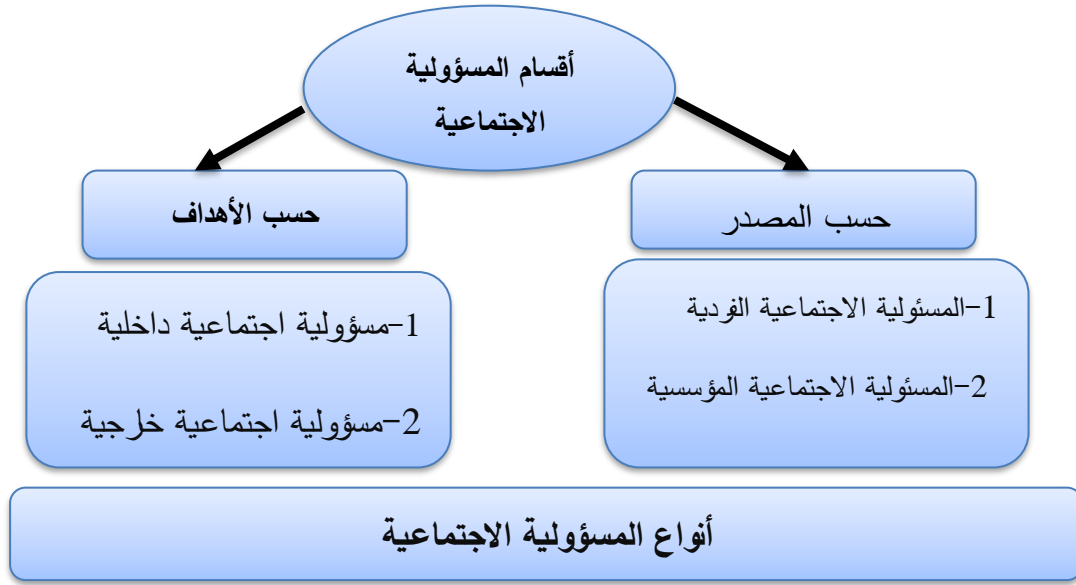 أقسام المسؤولية
الاجتماعية
حسب المصدر
1-المسئولية الاجتماعية الفردية
2-المسئولية الاجتماعية المؤسسية
حسب الأهداف
1-مسؤولية اجتماعية داخلية
2-مسؤولية اجتماعية خارجية
أنواع المسؤولية الاجتماعية